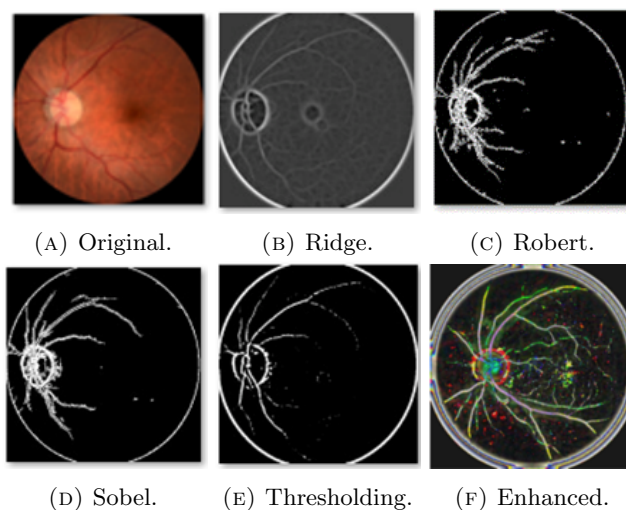 (A) Original. (B) Ridge. (C) Robert.
(D) Sobel. (E) Thresholding. (F) Enhanced.